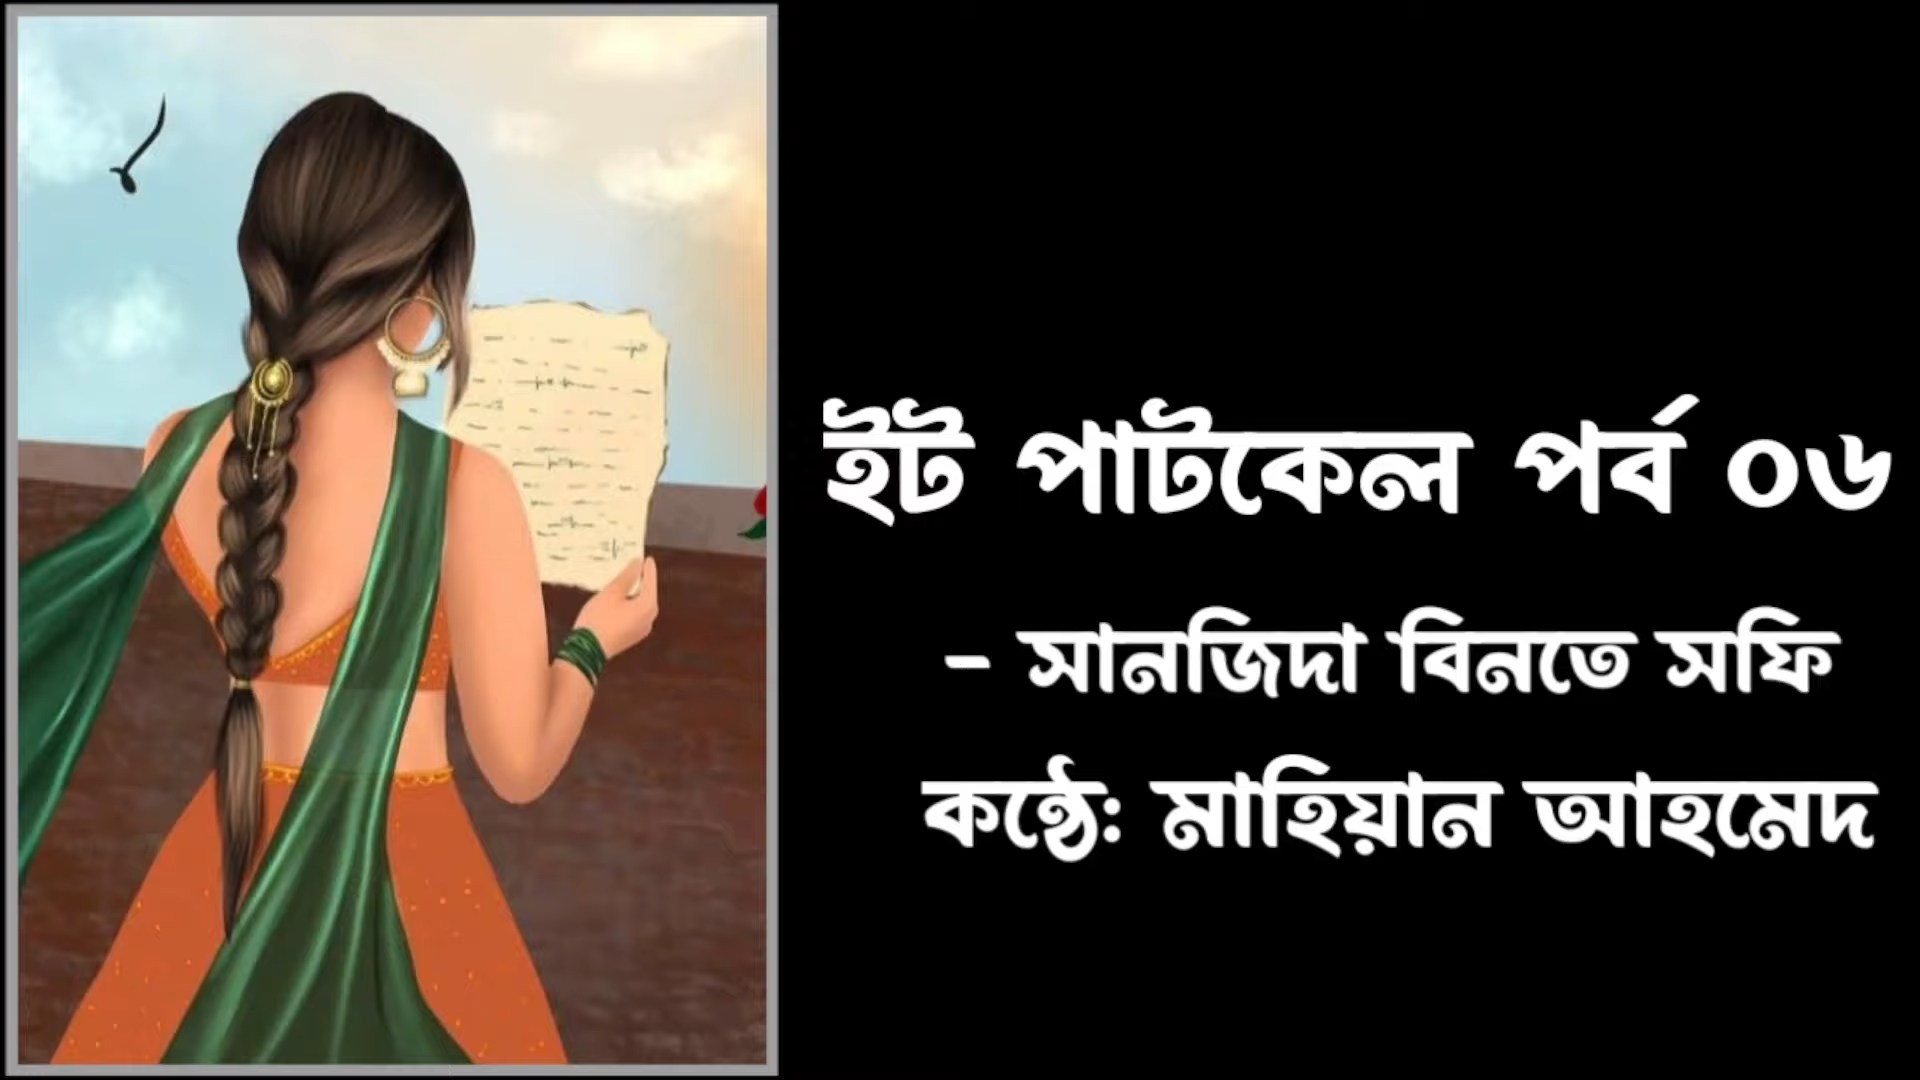 ইট পাটকেল পর্ব ০৬
- সানজিদা বিনতে সফি
কন্ঠে: মাহিয়ান আহমেদ